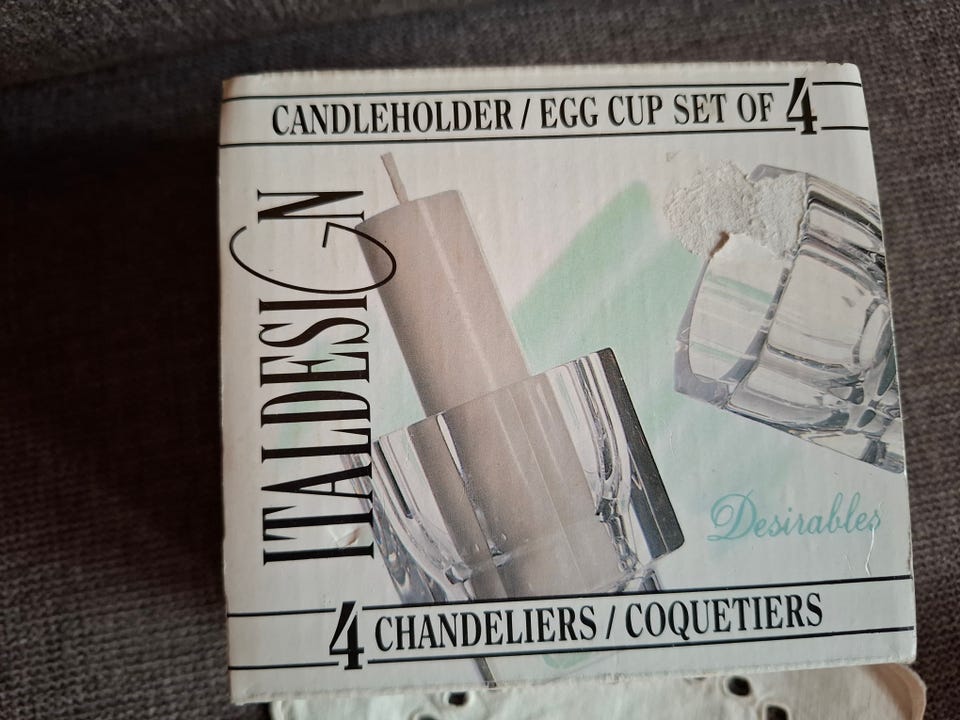 CANDLEHOLDER / EGG CUP SET OF 4
ITALDESIGN
Desirables
4 CHANDELIERS / COQUETIERS